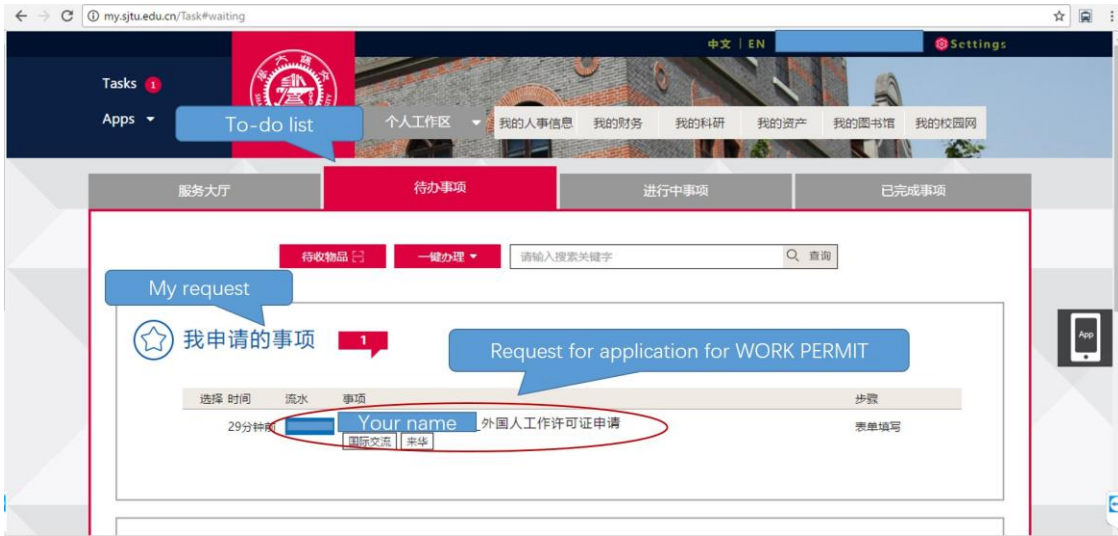 my.sjtu.edu.cn/Task#waiting
中文 | EN
Settings
Tasks 1
Apps
To-do list
个人工作区
我的人事信息 我的财务 我的科研 我的资产 我的图书馆 我的校园网
服务大厅 待办事项 进行中事项 已完成事项
待收物品 一键办理 请输入搜索关键字 查询
My request
App
我申请的事项 1
Request for application for WORK PERMIT
选择 时间 流水 事项 步骤
29分钟前 Your name _外国人工作许可证申请 表单填写
国际交流 来华